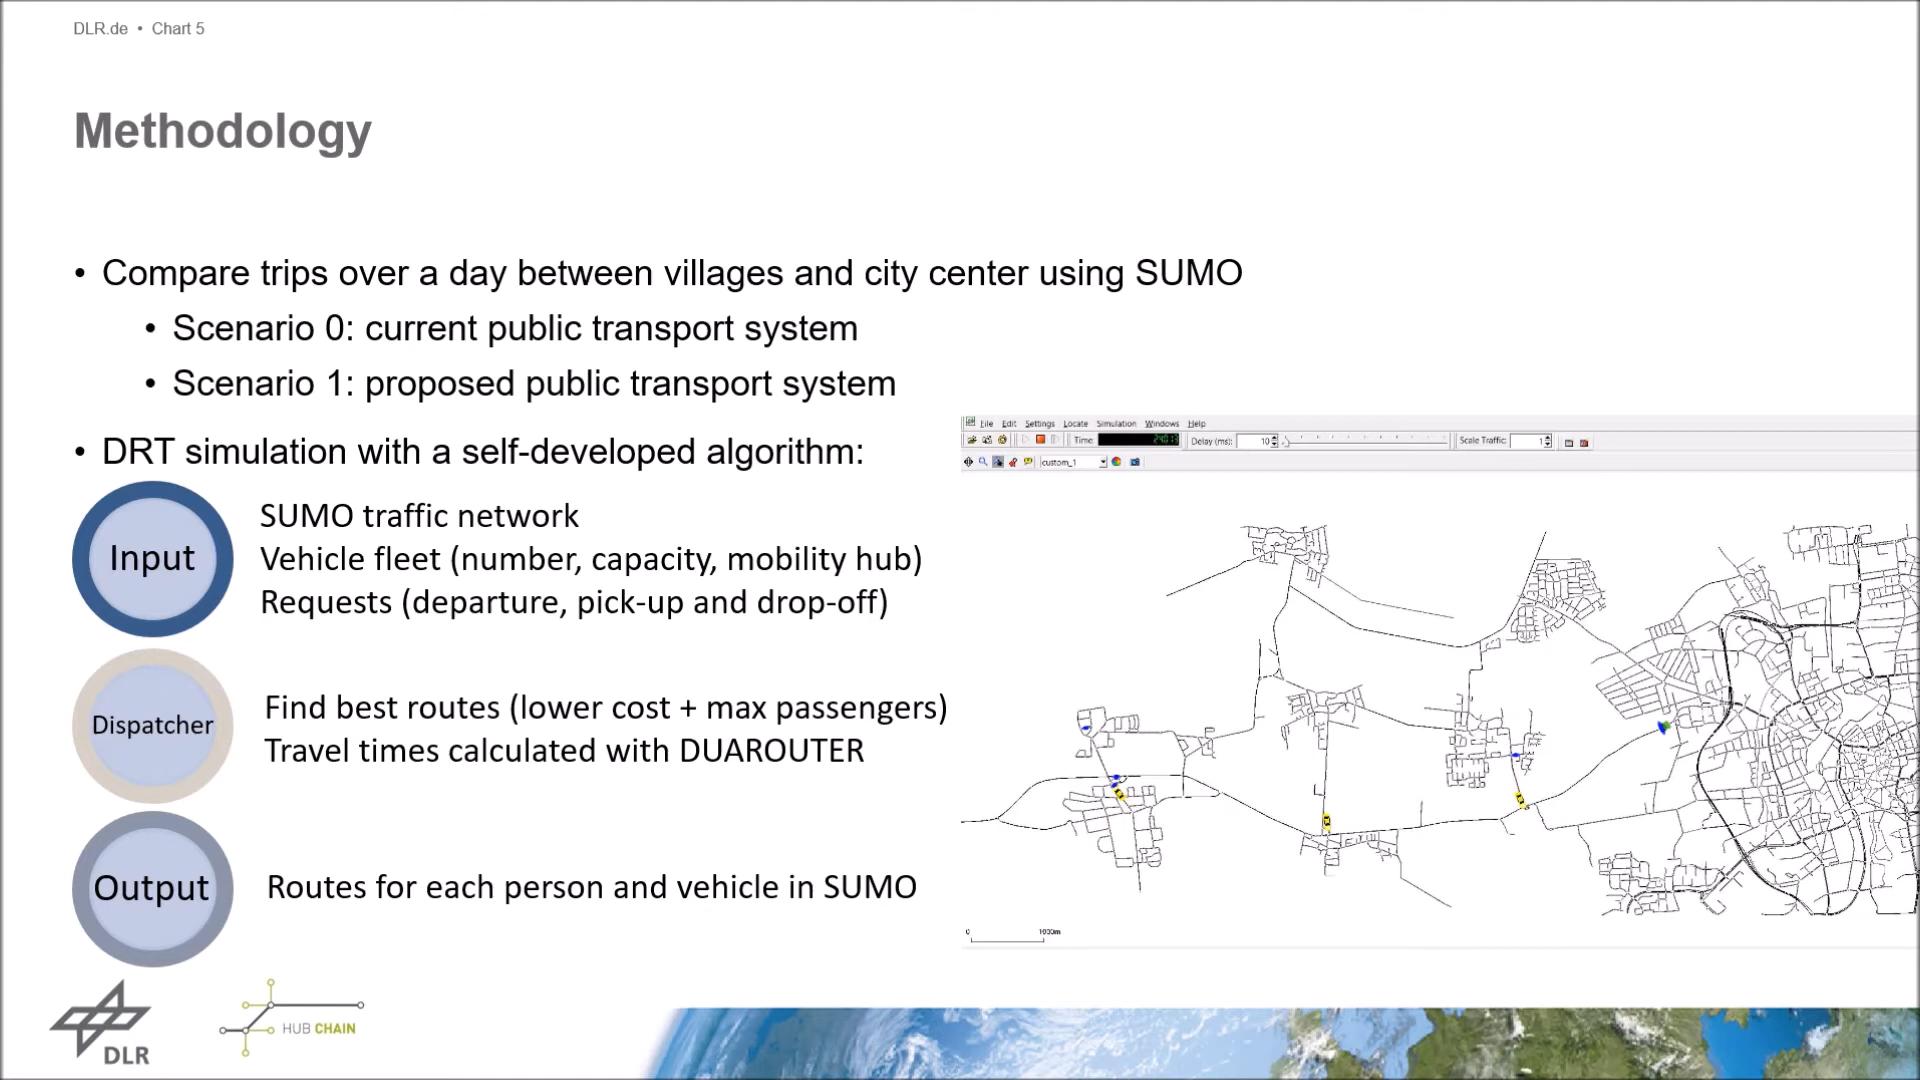 DLR.de • Chart 5
Methodology
• Compare trips over a day between villages and city center using SUMO
• Scenario 0: current public transport system
• Scenario 1: proposed public transport system
• DRT simulation with a self-developed algorithm:
Input
SUMO traffic network
Vehicle fleet (number, capacity, mobility hub)
Requests (departure, pick-up and drop-off)
Dispatcher
Find best routes (lower cost + max passengers)
Travel times calculated with DUAROUTER
Output
Routes for each person and vehicle in SUMO
File Edit Settings Locate Simulation Windows Help
Time: Delay (ms): 10 Scale Traffic: 1
custom_1
0 1000m
DLR
HUB CHAIN